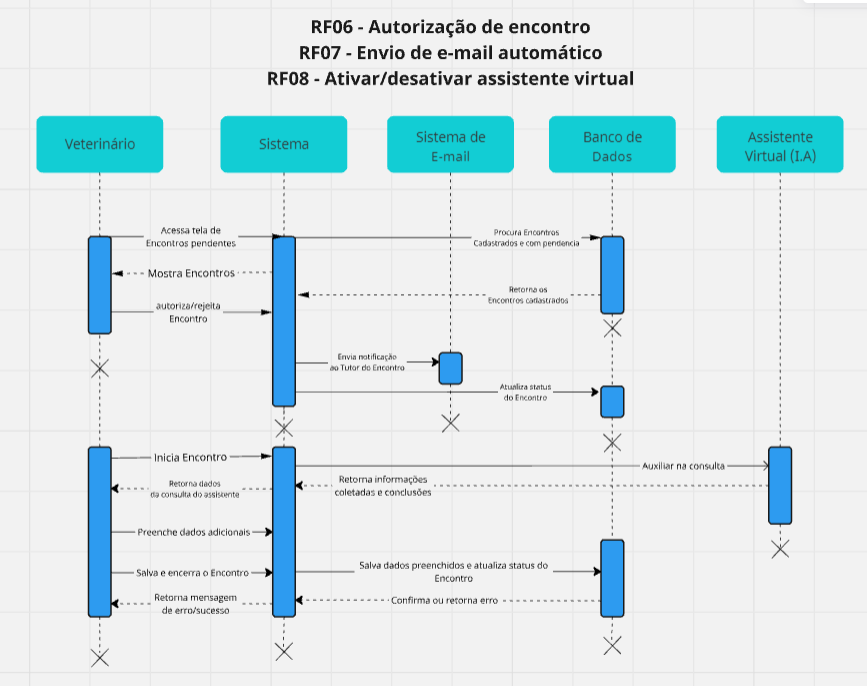 RF06 - Autorização de encontro
RF07 - Envio de e-mail automático
RF08 - Ativar/desativar assistente virtual
Veterinário
Sistema
Sistema de
E-mail
Banco de
Dados
Assistente
Virtual (I.A)
Acessa tela de
Encontros pendentes
Procura Encontros
Cadastrados e com pendencia
Mostra Encontros
Retorna os
Encontros cadastrados
autoriza/rejeita
Encontro
Envia notificação
ao Tutor do Encontro
Atualiza status
do Encontro
Inicia Encontro
Auxiliar na consulta
Retorna dados
da consulta do assistente
Retorna informações
coletadas e conclusões
Preenche dados adicionais
Salva e encerra o Encontro
Salva dados preenchidos e atualiza status do
Encontro
Retorna mensagem
de erro/sucesso
Confirma ou retorna erro